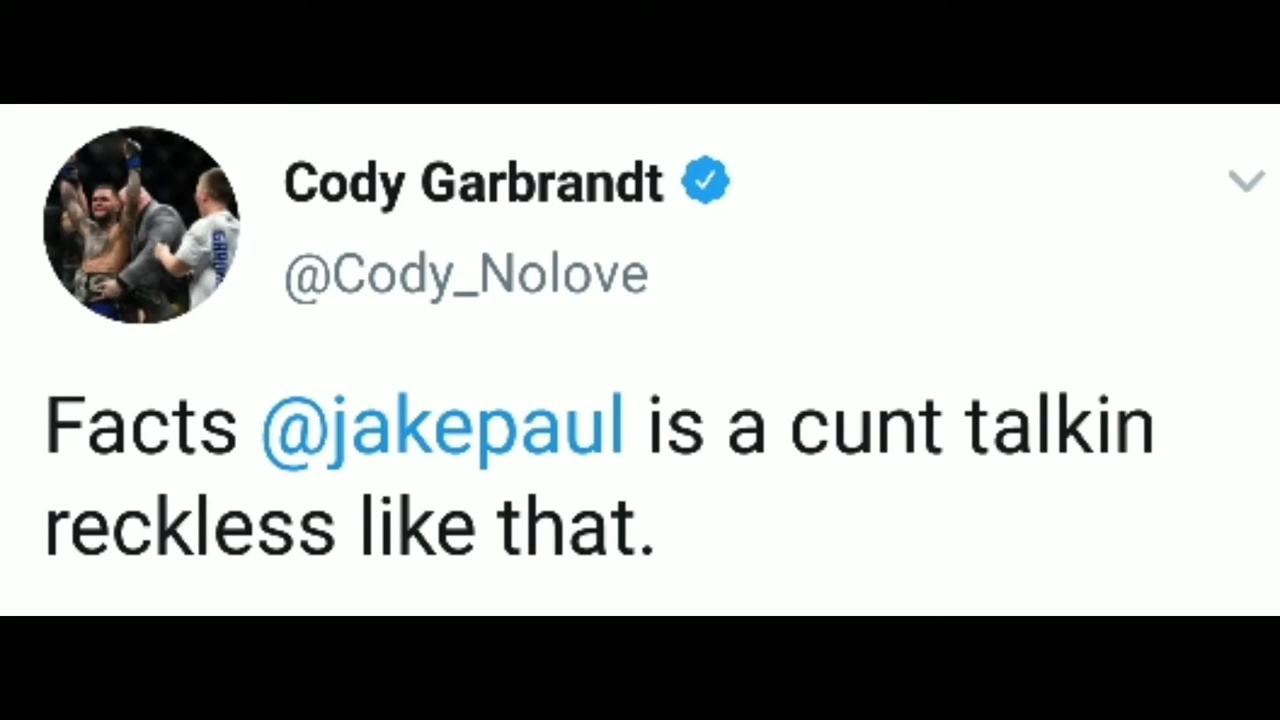 Cody Garbrandt
@Cody_Nolove
Facts @jakepaul is a cunt talkin
reckless like that.